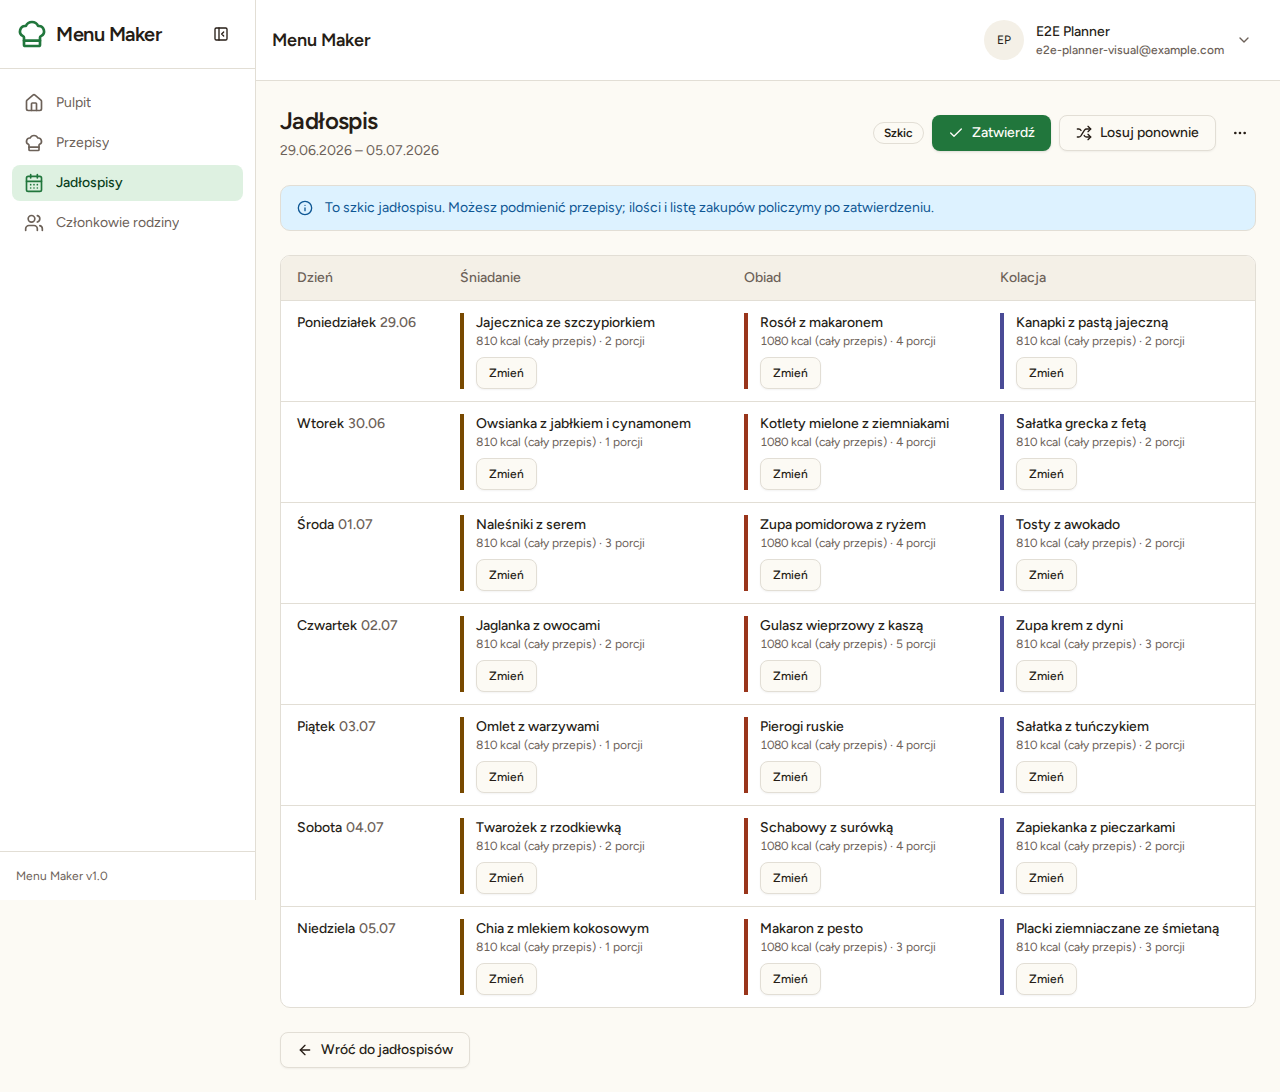 Menu Maker
Menu Maker
EP
E2E Planner
e2e-planner-visual@example.com
Pulpit
Przepisy
Jadłospisy
Członkowie rodziny
Menu Maker v1.0
Jadłospis
29.06.2026 – 05.07.2026
Szkic
Zatwierdź
Losuj ponownie
To szkic jadłospisu. Możesz podmienić przepisy; ilości i listę zakupów policzymy po zatwierdzeniu.
Dzień Śniadanie Obiad Kolacja
Poniedziałek 29.06 Jajecznica ze szczypiorkiem Rosół z makaronem Kanapki z pastą jajeczną
810 kcal (cały przepis) · 2 porcji 1080 kcal (cały przepis) · 4 porcji 810 kcal (cały przepis) · 2 porcji
Zmień Zmień Zmień
Wtorek 30.06 Owsianka z jabłkiem i cynamonem Kotlety mielone z ziemniakami Sałatka grecka z fetą
810 kcal (cały przepis) · 1 porcji 1080 kcal (cały przepis) · 4 porcji 810 kcal (cały przepis) · 2 porcji
Zmień Zmień Zmień
Środa 01.07 Naleśniki z serem Zupa pomidorowa z ryżem Tosty z awokado
810 kcal (cały przepis) · 3 porcji 1080 kcal (cały przepis) · 4 porcji 810 kcal (cały przepis) · 2 porcji
Zmień Zmień Zmień
Czwartek 02.07 Jaglanka z owocami Gulasz wieprzowy z kaszą Zupa krem z dyni
810 kcal (cały przepis) · 2 porcji 1080 kcal (cały przepis) · 5 porcji 810 kcal (cały przepis) · 3 porcji
Zmień Zmień Zmień
Piątek 03.07 Omlet z warzywami Pierogi ruskie Sałatka z tuńczykiem
810 kcal (cały przepis) · 1 porcji 1080 kcal (cały przepis) · 4 porcji 810 kcal (cały przepis) · 2 porcji
Zmień Zmień Zmień
Sobota 04.07 Twarożek z rzodkiewką Schabowy z surówką Zapiekanka z pieczarkami
810 kcal (cały przepis) · 2 porcji 1080 kcal (cały przepis) · 4 porcji 810 kcal (cały przepis) · 2 porcji
Zmień Zmień Zmień
Niedziela 05.07 Chia z mlekiem kokosowym Makaron z pesto Placki ziemniaczane ze śmietaną
810 kcal (cały przepis) · 1 porcji 1080 kcal (cały przepis) · 3 porcji 810 kcal (cały przepis) · 3 porcji
Zmień Zmień Zmień
Wróć do jadłospisów